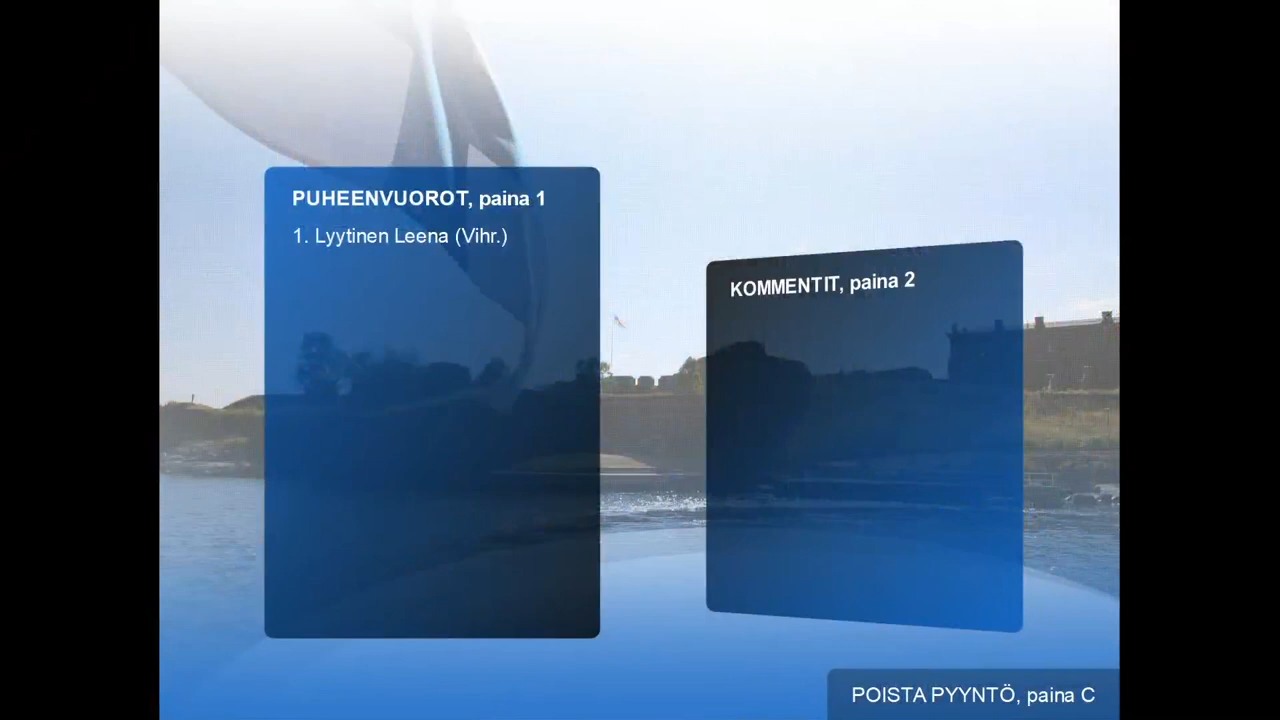 PUHEENVUOROT, paina 1
1. Lyytinen Leena (Vihr.)
KOMMENTIT, paina 2
POISTA PYYNTÖ, paina C